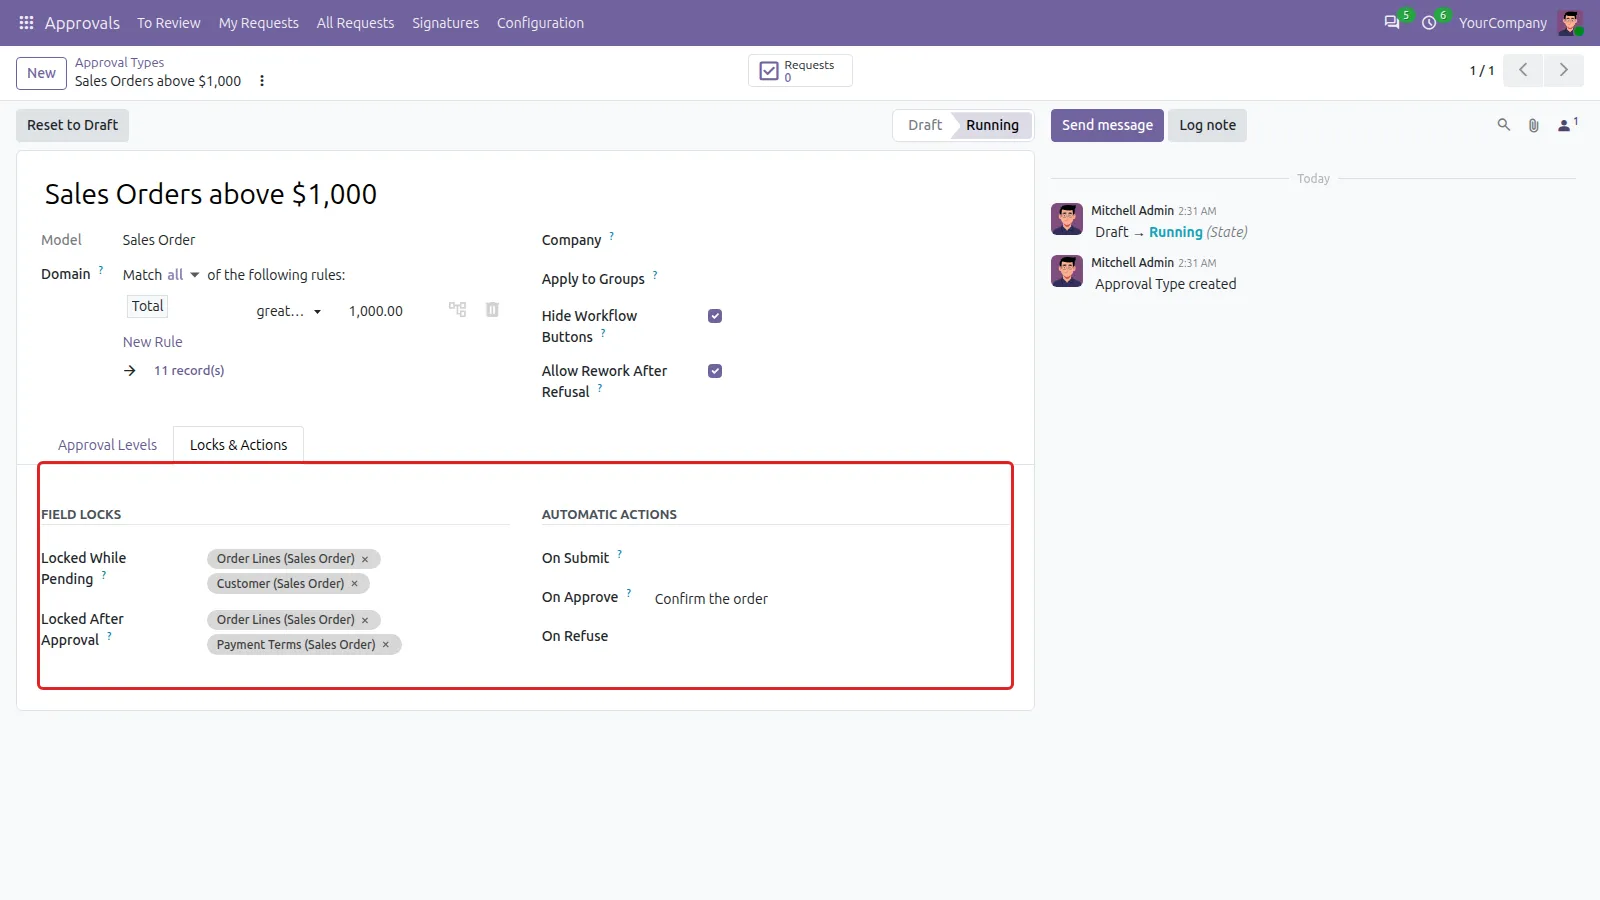 Approvals To Review My Requests All Requests Signatures Configuration 5 6 YourCompany
New Approval Types Requests 1 / 1
Sales Orders above $1,000 0
Reset to Draft Draft Running Send message Log note 1
Today
Sales Orders above $1,000
Mitchell Admin 2:31 AM
Draft → Running (State)
Mitchell Admin 2:31 AM
Approval Type created
Model Sales Order
Domain ? Match all of the following rules:
Total great... 1,000.00
New Rule
→ 11 record(s)
Company ?
Apply to Groups ?
Hide Workflow
Buttons ?
Allow Rework After
Refusal ?
Approval Levels Locks & Actions
FIELD LOCKS
Locked While
Pending ?
Order Lines (Sales Order) ×
Customer (Sales Order) ×
Locked After
Approval ?
Order Lines (Sales Order) ×
Payment Terms (Sales Order) ×
AUTOMATIC ACTIONS
On Submit ?
On Approve ? Confirm the order
On Refuse